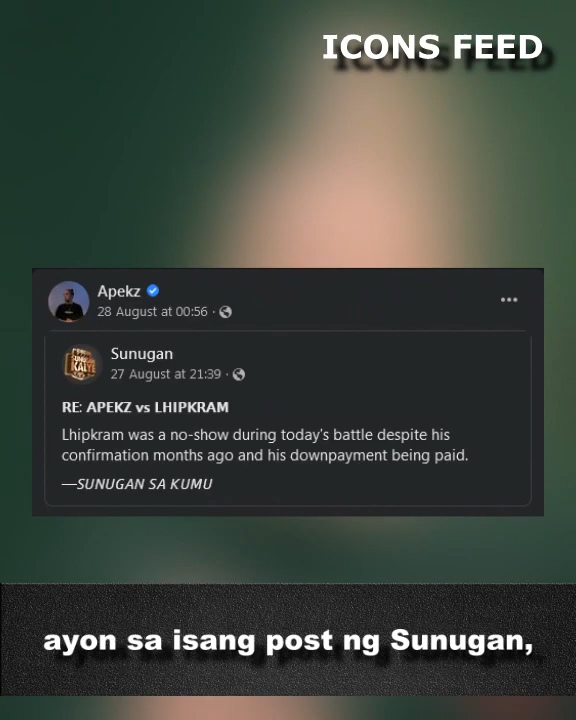 ICONS FEED
Apekz
28 August at 00:56 ·
Sunugan
27 August at 21:39 ·
RE: APEKZ vs LHIPKRAM
Lhipkram was a no-show during today's battle despite his
confirmation months ago and his downpayment being paid.
—SUNUGAN SA KUMU
ayon sa isang post ng Sunugan,